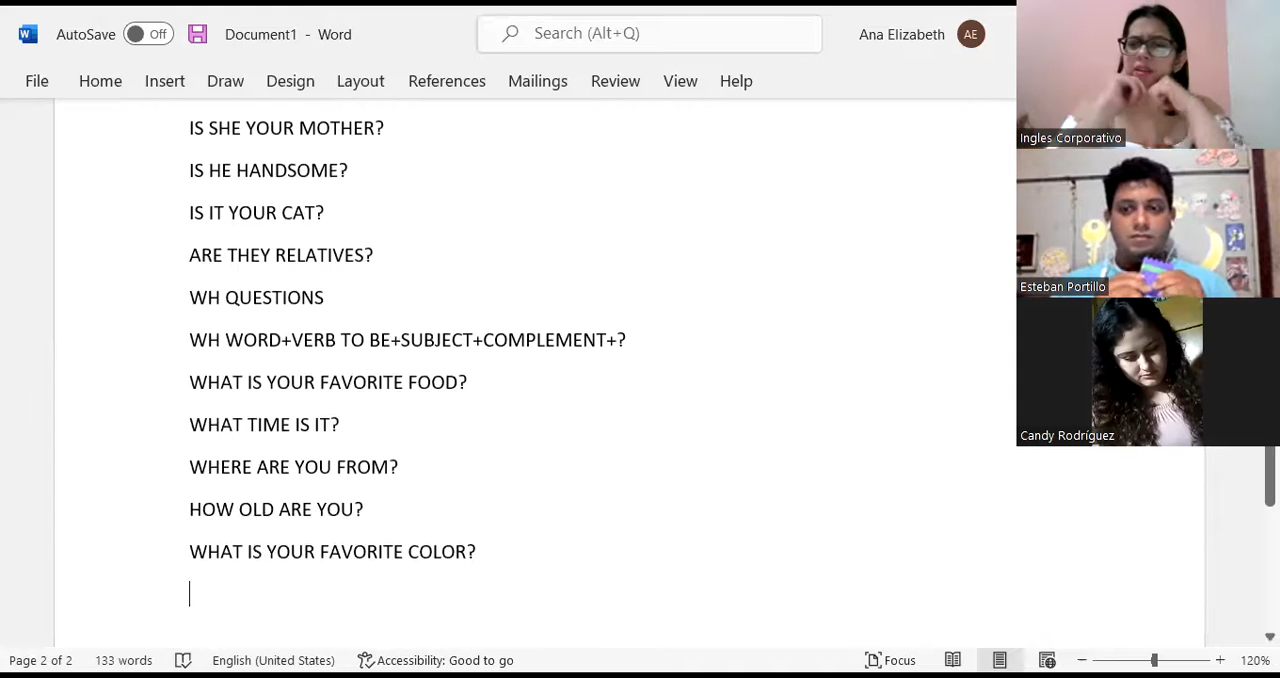 AutoSave Off Document1 - Word Search (Alt+Q) Ana Elizabeth AE
File Home Insert Draw Design Layout References Mailings Review View Help
IS SHE YOUR MOTHER?
IS HE HANDSOME?
IS IT YOUR CAT?
ARE THEY RELATIVES?
WH QUESTIONS
WH WORD+VERB TO BE+SUBJECT+COMPLEMENT+?
WHAT IS YOUR FAVORITE FOOD?
WHAT TIME IS IT?
WHERE ARE YOU FROM?
HOW OLD ARE YOU?
WHAT IS YOUR FAVORITE COLOR?
Ingles Corporativo
Esteban Portillo
Candy Rodríguez
Page 2 of 2 133 words English (United States) Accessibility: Good to go Focus 120%